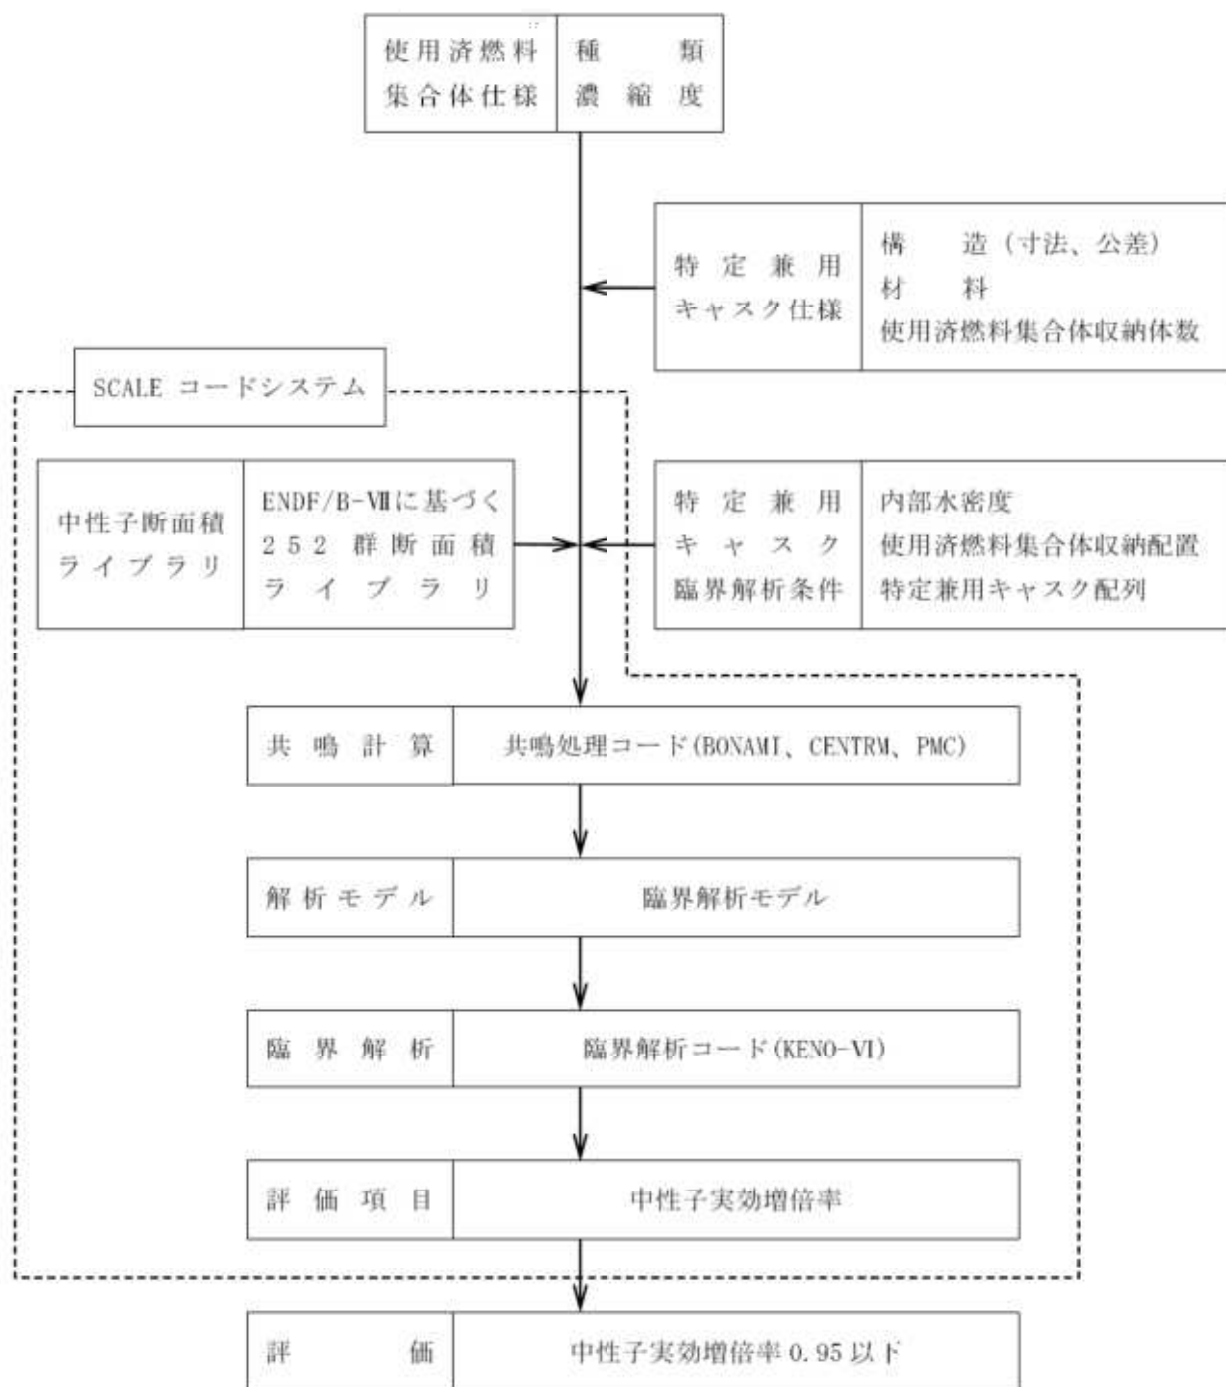 使用済燃料
集合体仕様
種類
濃縮度
特定兼用
キャスク仕様
構造(寸法、公差)
材料
使用済燃料集合体収納体数
SCALE コードシステム
中性子断面積
ライブラリ
ENDF/B-Ⅶに基づく
252群断面積
ライブラリ
特定兼用
キャスク
臨界解析条件
内部水密度
使用済燃料集合体収納配置
特定兼用キャスク配列
共鳴計算
共鳴処理コード(BONAMI、CENTRM、PMC)
解析モデル
臨界解析モデル
臨界解析
臨界解析コード(KENO-Ⅵ)
評価項目
中性子実効増倍率
評価
中性子実効増倍率 0.95 以下